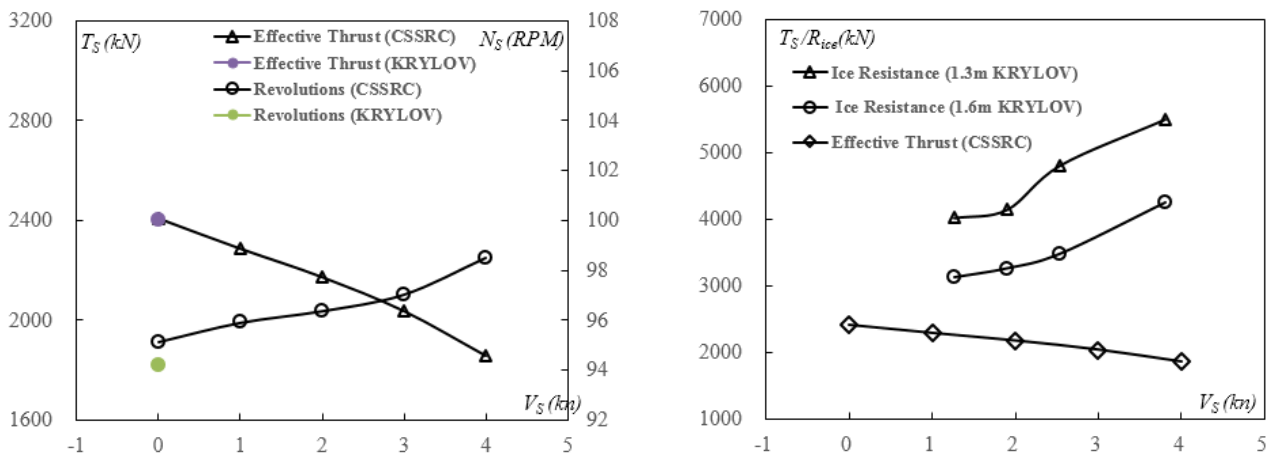 3200
2800
2400
2000
1600
T_S (kN)
Effective Thrust (CSSRC)
Effective Thrust (KRYLOV)
Revolutions (CSSRC)
Revolutions (KRYLOV)
N_S (RPM)
108
106
104
102
100
98
96
94
92
V_S (kn)
-1 0 1 2 3 4 5
7000
6000
5000
4000
3000
2000
1000
T_S/R_ice(kN)
Ice Resistance (1.3m KRYLOV)
Ice Resistance (1.6m KRYLOV)
Effective Thrust (CSSRC)
V_S (kn)
-1 0 1 2 3 4 5